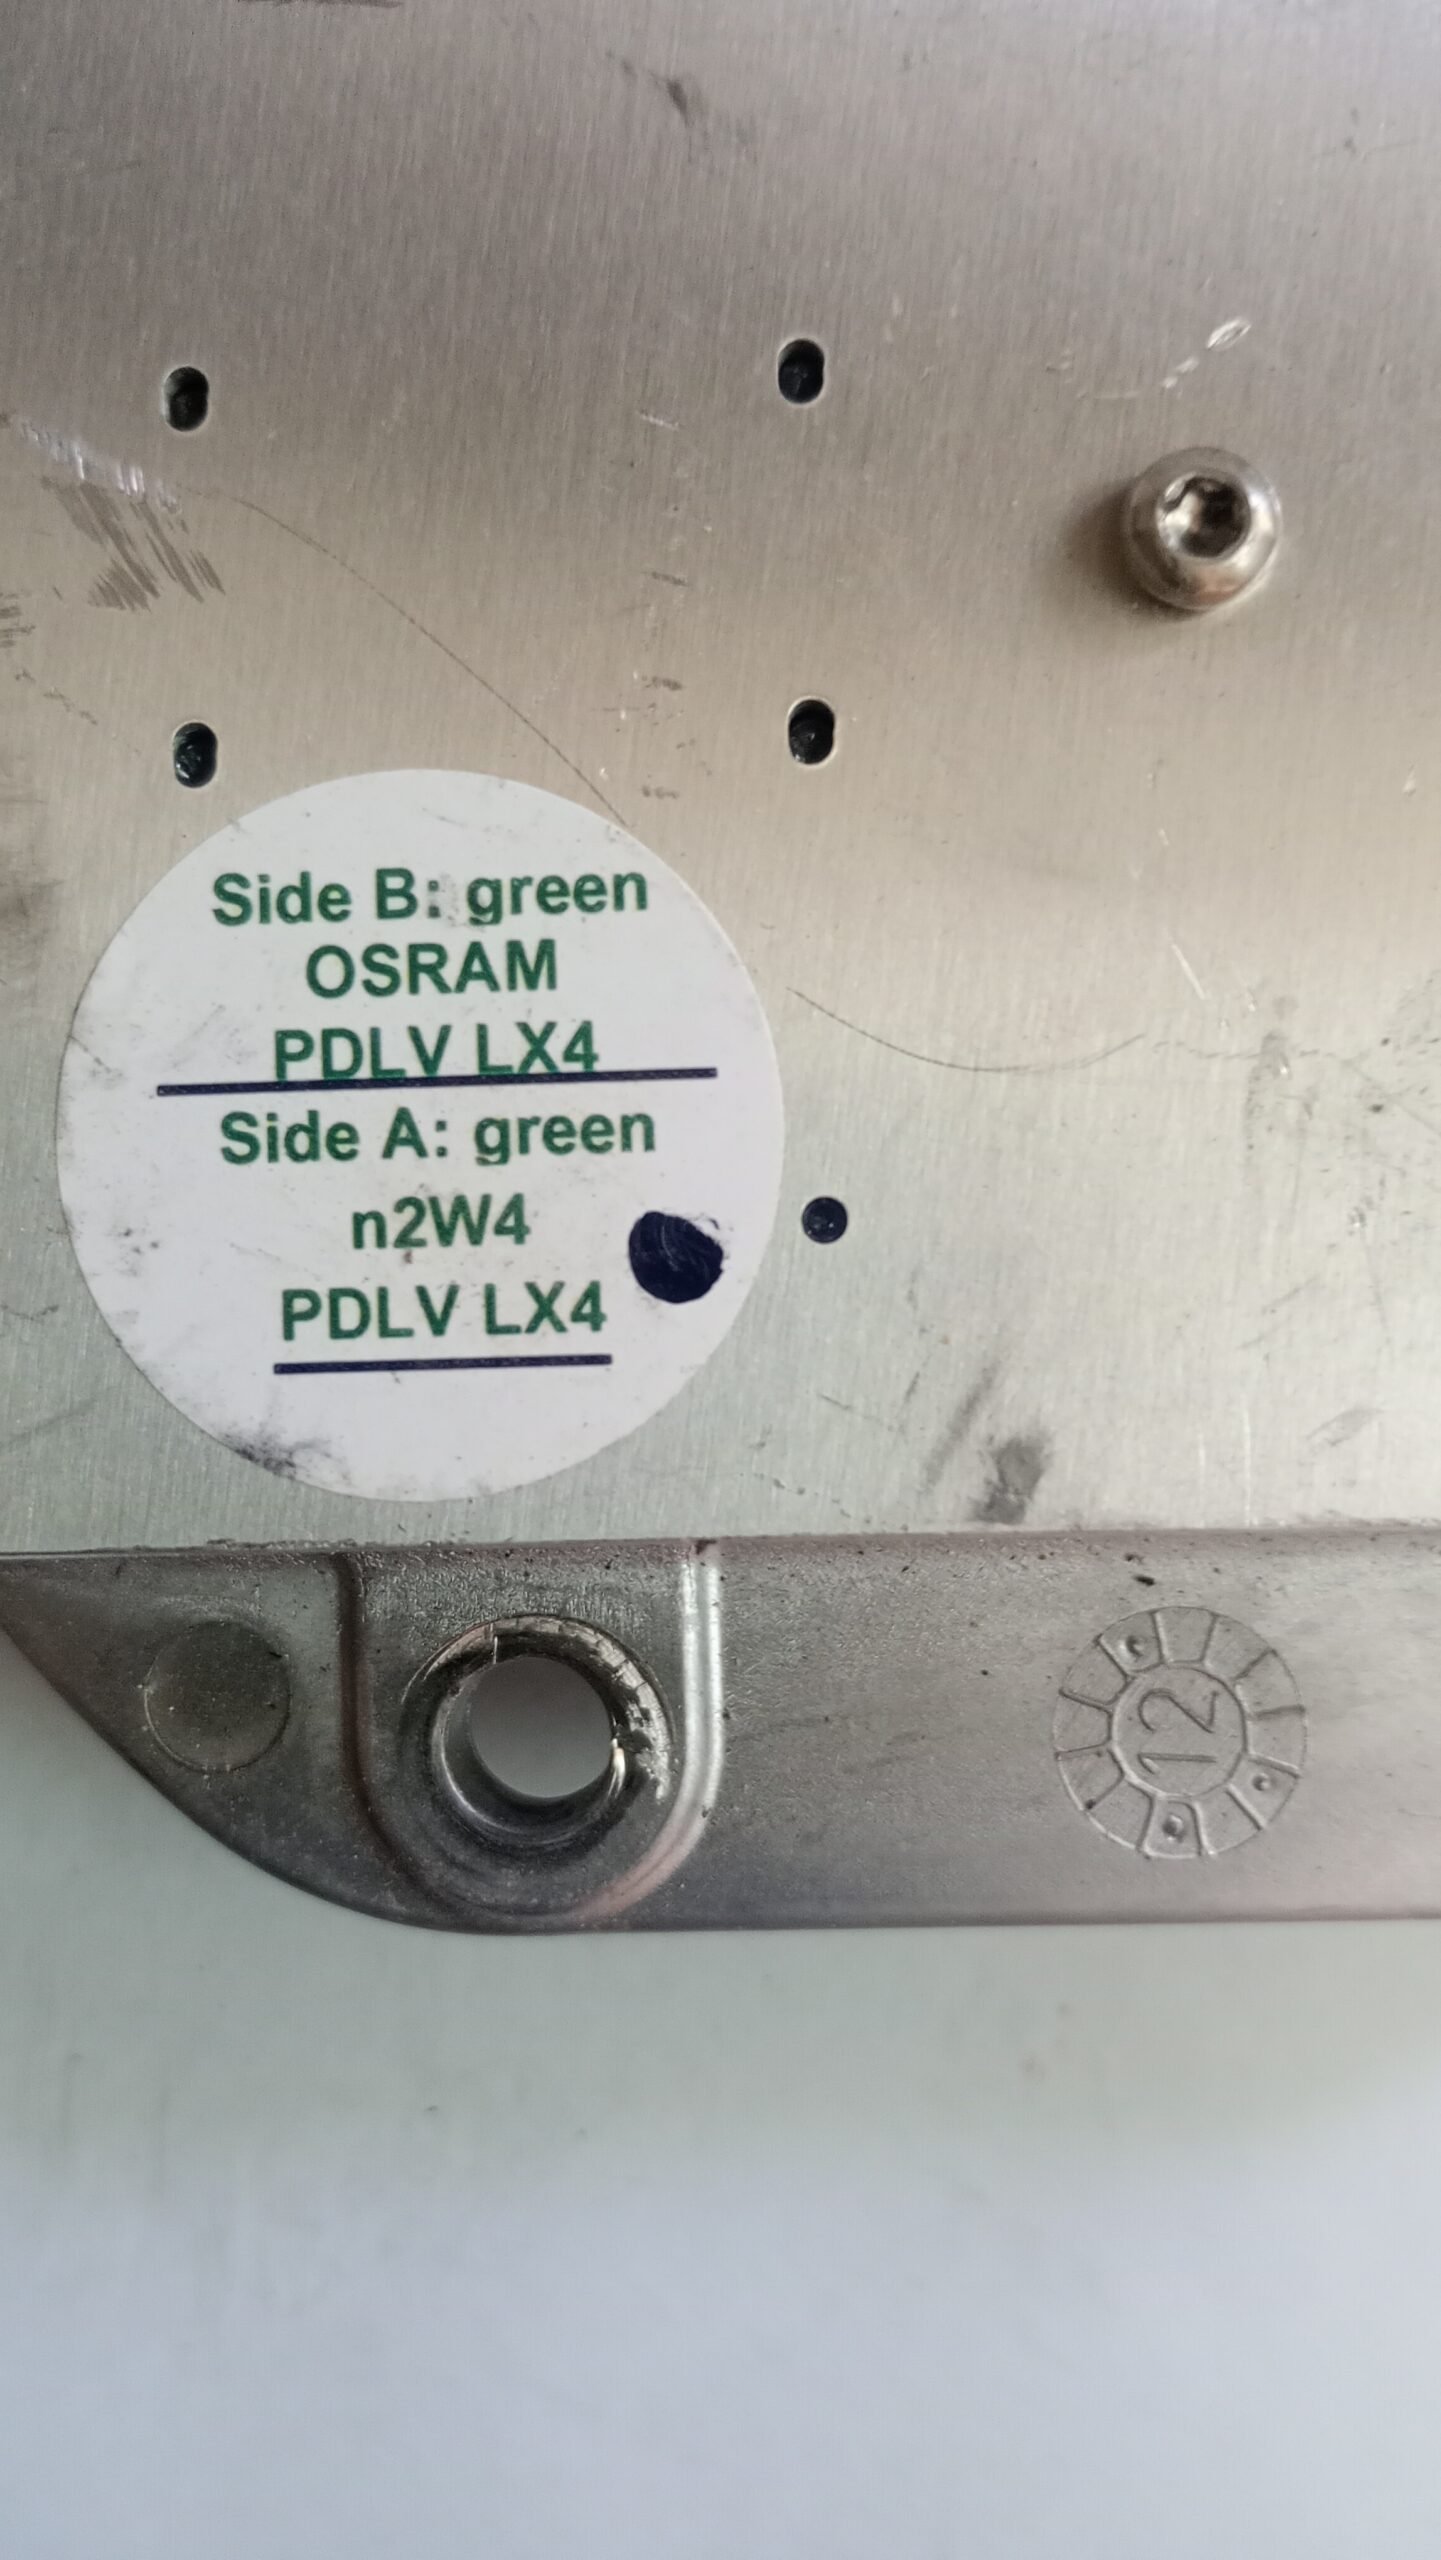 Side B: green
OSRAM
PDLV LX4
Side A: green
n2W4
PDLV LX4
12